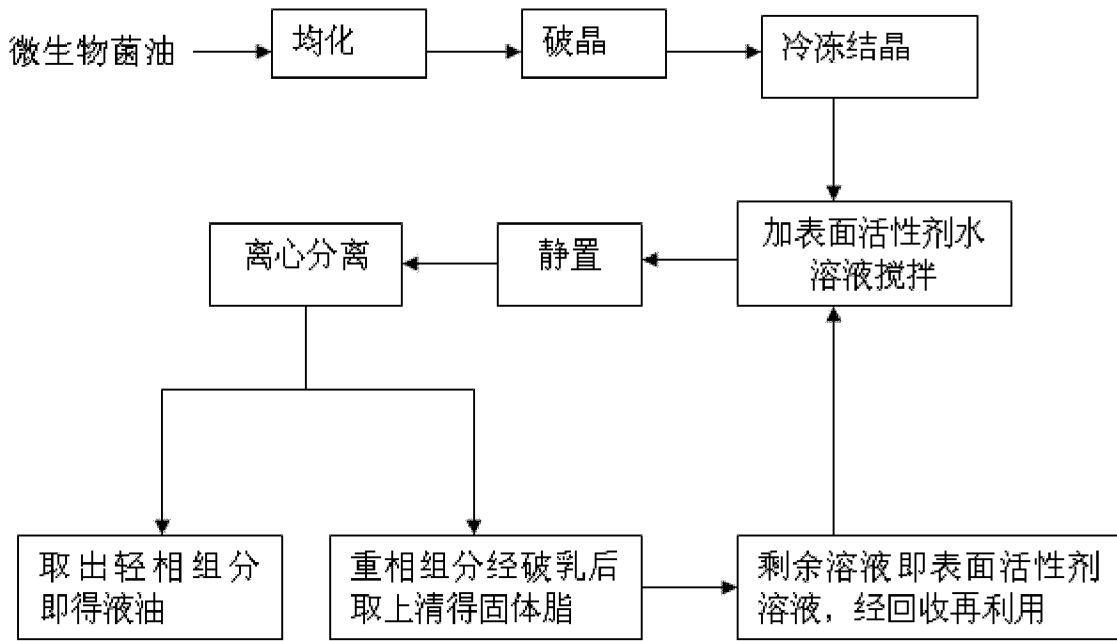 微生物菌油
均化
破晶
冷冻结晶
加表面活性剂水
溶液搅拌
静置
离心分离
取出轻相组分
即得液油
重相组分经破乳后
取上清得固体脂
剩余溶液即表面活性剂
溶液，经回收再利用